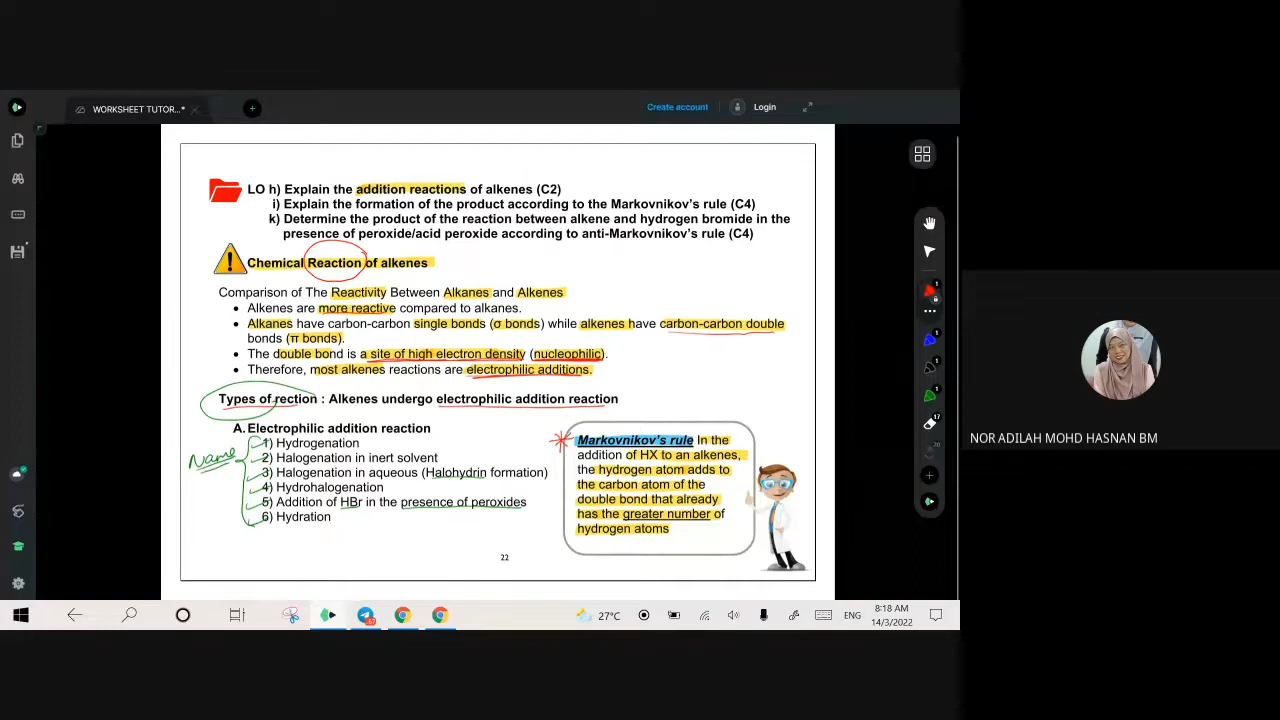 WORKSHEET TUTOR...*
Create account
Login
LO h) Explain the addition reactions of alkenes (C2)
i) Explain the formation of the product according to the Markovnikov's rule (C4)
k) Determine the product of the reaction between alkene and hydrogen bromide in the
presence of peroxide/acid peroxide according to anti-Markovnikov's rule (C4)
Chemical Reaction of alkenes
Comparison of The Reactivity Between Alkanes and Alkenes
• Alkenes are more reactive compared to alkanes.
• Alkanes have carbon-carbon single bonds (σ bonds) while alkenes have carbon-carbon double
bonds (π bonds).
• The double bond is a site of high electron density (nucleophilic).
• Therefore, most alkenes reactions are electrophilic additions.
Types of rection : Alkenes undergo electrophilic addition reaction
A. Electrophilic addition reaction
Name
1) Hydrogenation
2) Halogenation in inert solvent
3) Halogenation in aqueous (Halohydrin formation)
4) Hydrohalogenation
5) Addition of HBr in the presence of peroxides
6) Hydration
Markovnikov's rule In the
addition of HX to an alkenes,
the hydrogen atom adds to
the carbon atom of the
double bond that already
has the greater number of
hydrogen atoms
22
NOR ADILAH MOHD HASNAN BM
27°C
ENG
8:18 AM
14/3/2022